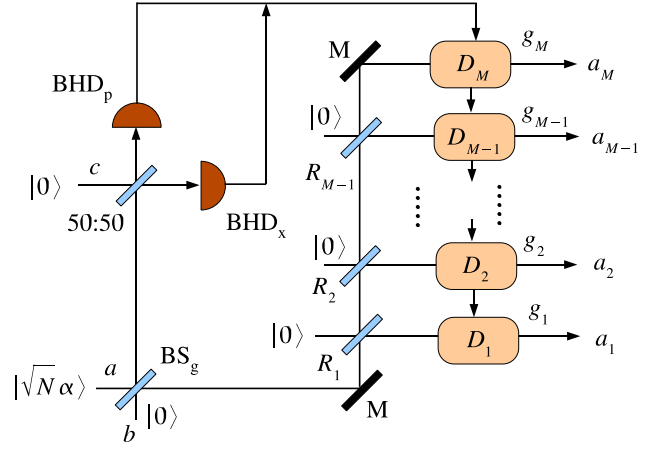 M
D_M
g_M
a_M
BHD_p
|0⟩
R_{M−1}
D_{M−1}
g_{M−1}
a_{M−1}
|0⟩
c
50:50
BHD_x
|0⟩
R_2
D_2
g_2
a_2
|0⟩
R_1
D_1
g_1
a_1
|√N α⟩
a
BS_g
b
|0⟩
M